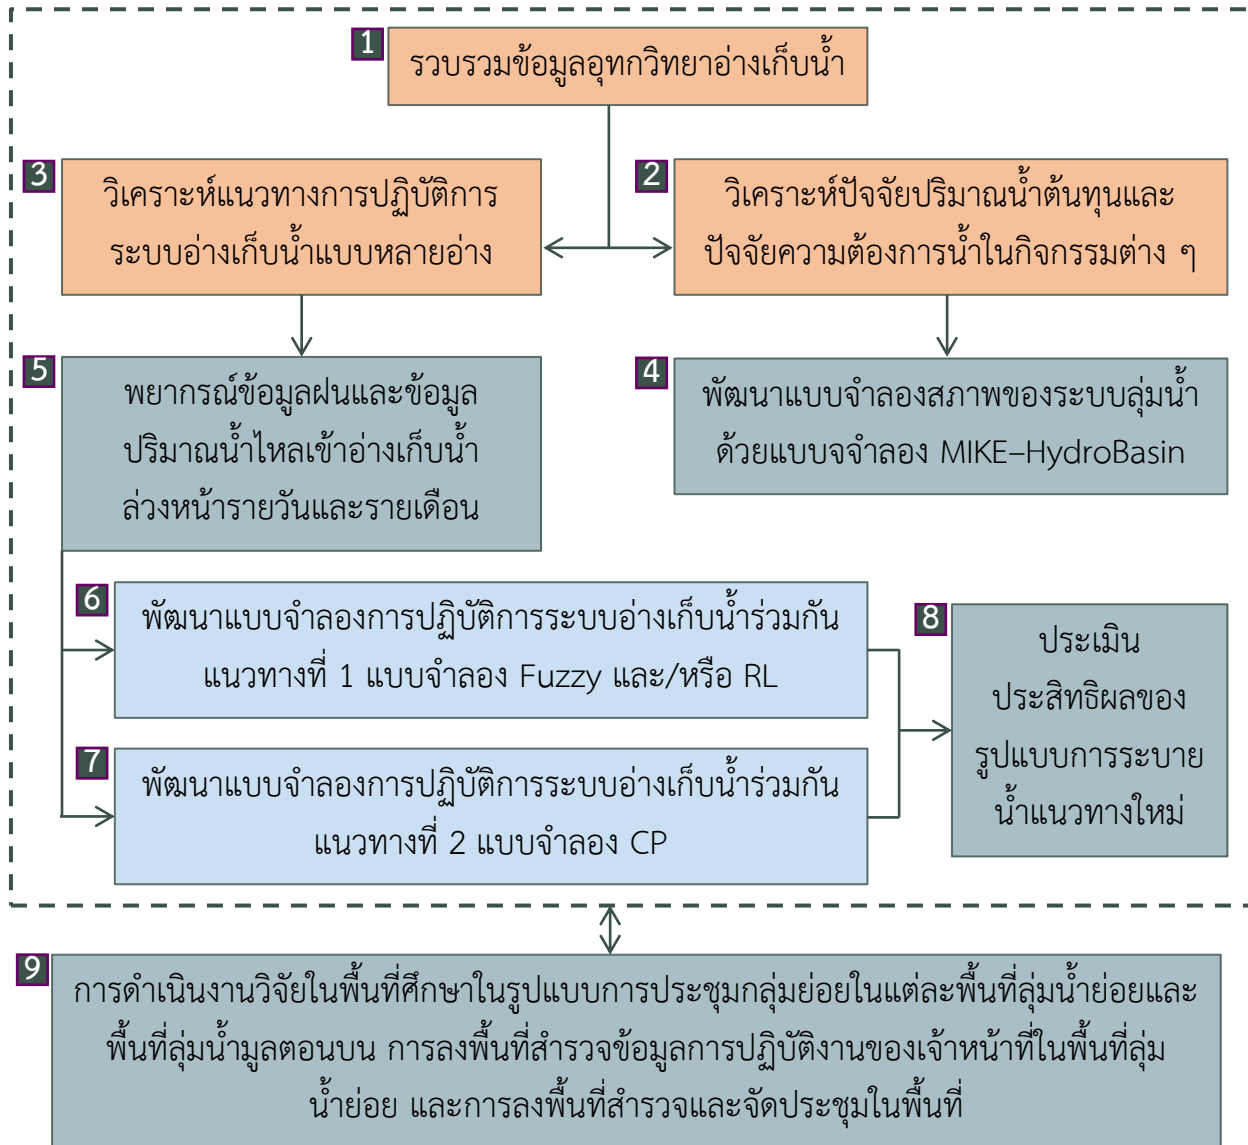 1
รวบรวมข้อมูลอุทกวิทยาอ่างเก็บน้ำ
3
วิเคราะห์แนวทางการปฏิบัติการ
ระบบอ่างเก็บน้ำแบบหลายอ่าง
2
วิเคราะห์ปัจจัยปริมาณน้ำต้นทุนและ
ปัจจัยความต้องการน้ำในกิจกรรมต่าง ๆ
5
พยากรณ์ข้อมูลฝนและข้อมูล
ปริมาณน้ำไหลเข้าอ่างเก็บน้ำ
ล่วงหน้ารายวันและรายเดือน
4
พัฒนาแบบจำลองสภาพของระบบลุ่มน้ำ
ด้วยแบบจจำลอง MIKE–HydroBasin
6
พัฒนาแบบจำลองการปฏิบัติการระบบอ่างเก็บน้ำร่วมกัน
แนวทางที่ 1 แบบจำลอง Fuzzy และ/หรือ RL
7
พัฒนาแบบจำลองการปฏิบัติการระบบอ่างเก็บน้ำร่วมกัน
แนวทางที่ 2 แบบจำลอง CP
8
ประเมิน
ประสิทธิผลของ
รูปแบบการระบาย
น้ำแนวทางใหม่
9
การดำเนินงานวิจัยในพื้นที่ศึกษาในรูปแบบการประชุมกลุ่มย่อยในแต่ละพื้นที่ลุ่มน้ำย่อยและ
พื้นที่ลุ่มน้ำมูลตอนบน การลงพื้นที่สำรวจข้อมูลการปฏิบัติงานของเจ้าหน้าที่ในพื้นที่ลุ่ม
น้ำย่อย และการลงพื้นที่สำรวจและจัดประชุมในพื้นที่